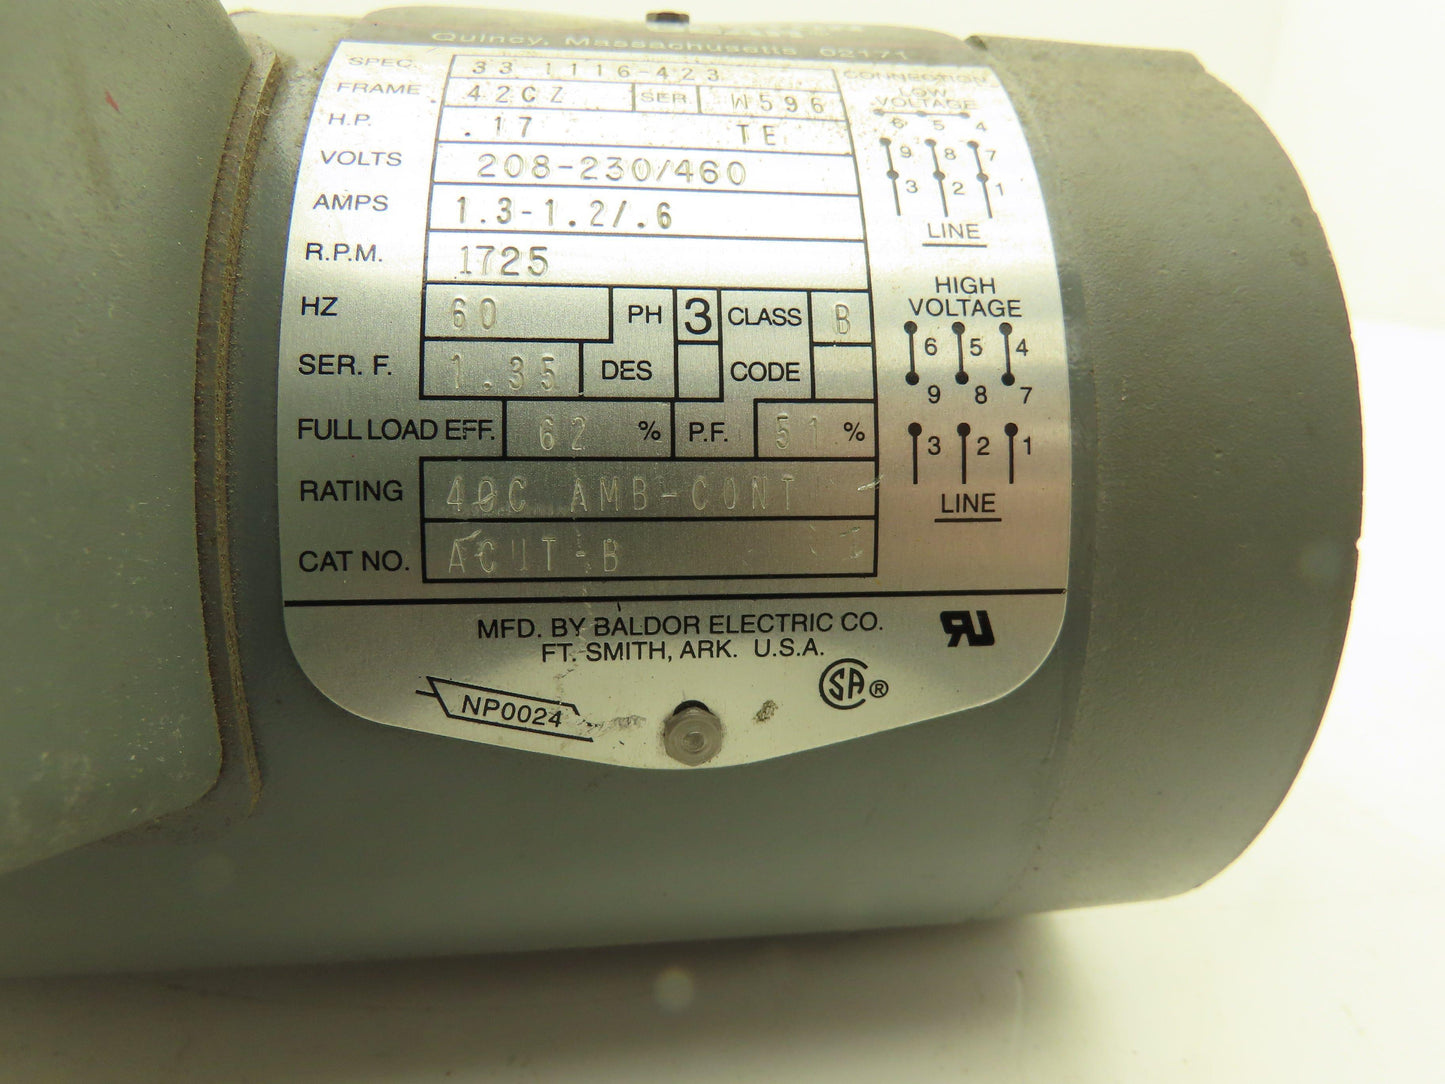 Quincy, Massachusetts 02171
SPEC. 33-1116-423
FRAME 42CZ SER. W596
H.P. .17 TE
VOLTS 208-230/460
AMPS 1.3-1.2/.6
R.P.M. 1725
HZ 60 PH 3 CLASS B
SER. F. 1.35 DES CODE
FULL LOAD EFF. 62 % P.F. 51 %
RATING 40C AMB-CONT
CAT NO. ACUT-B
CONNECTION
LOW
VOLTAGE
6 5 4
9 8 7
3 2 1
LINE
HIGH
VOLTAGE
6 5 4
9 8 7
3 2 1
LINE
MFD. BY BALDOR ELECTRIC CO.
FT. SMITH, ARK. U.S.A.
NP0024
SA ®
RU